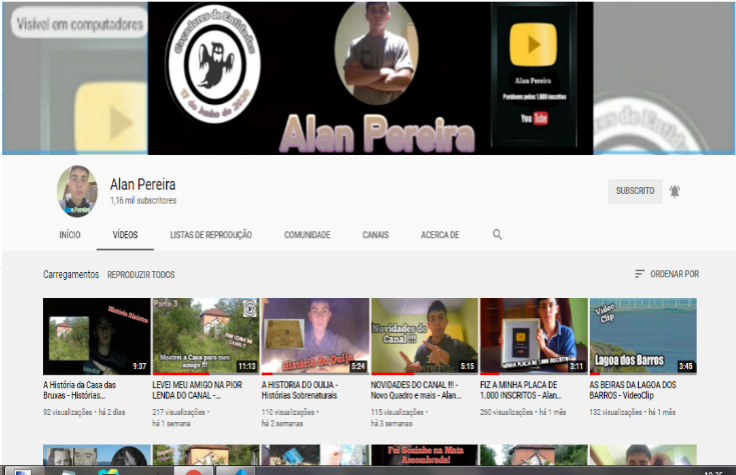 Visível em computadores
Caçadores de Entidades
17 de Junho de 2020
Alan Pereira
Parabéns pelos 1.000 inscritos
YouTube
Alan Pereira
Caçadores de Entidades
Alan Pereira
1,16 mil subscritores
SUBSCRITO
INÍCIO VÍDEOS LISTAS DE REPRODUÇÃO COMUNIDADE CANAIS ACERCA DE
Carregamentos REPRODUZIR TODOS ORDENAR POR
História Sinistra
9:37
Parte 3
Mostrei a Casa para meu amigo !!!
11:13
História do Ouija
5:24
Novidades do Canal !!!
5:15
MINHA PLACA DE 1.000 INSCRITOS
3:11
Video Clip
Lagoa dos Barros
3:45
A História da Casa das Bruxas - Histórias...
92 visualizações • há 2 dias
LEVEI MEU AMIGO NA PIOR LENDA DO CANAL -...
217 visualizações • há 1 semana
A HISTORIA DO OUIJA - Histórias Sobrenaturais
110 visualizações • há 2 semanas
NOVIDADES DO CANAL !!! - Novo Quadro e mais - Alan...
115 visualizações • há 3 semanas
FIZ A MINHA PLACA DE 1.000 INSCRITOS - Alan...
260 visualizações • há 1 mês
AS BEIRAS DA LAGOA DOS BARROS - VideoClip
132 visualizações • há 1 mês
Fui Sozinho na Mata Assombrada!